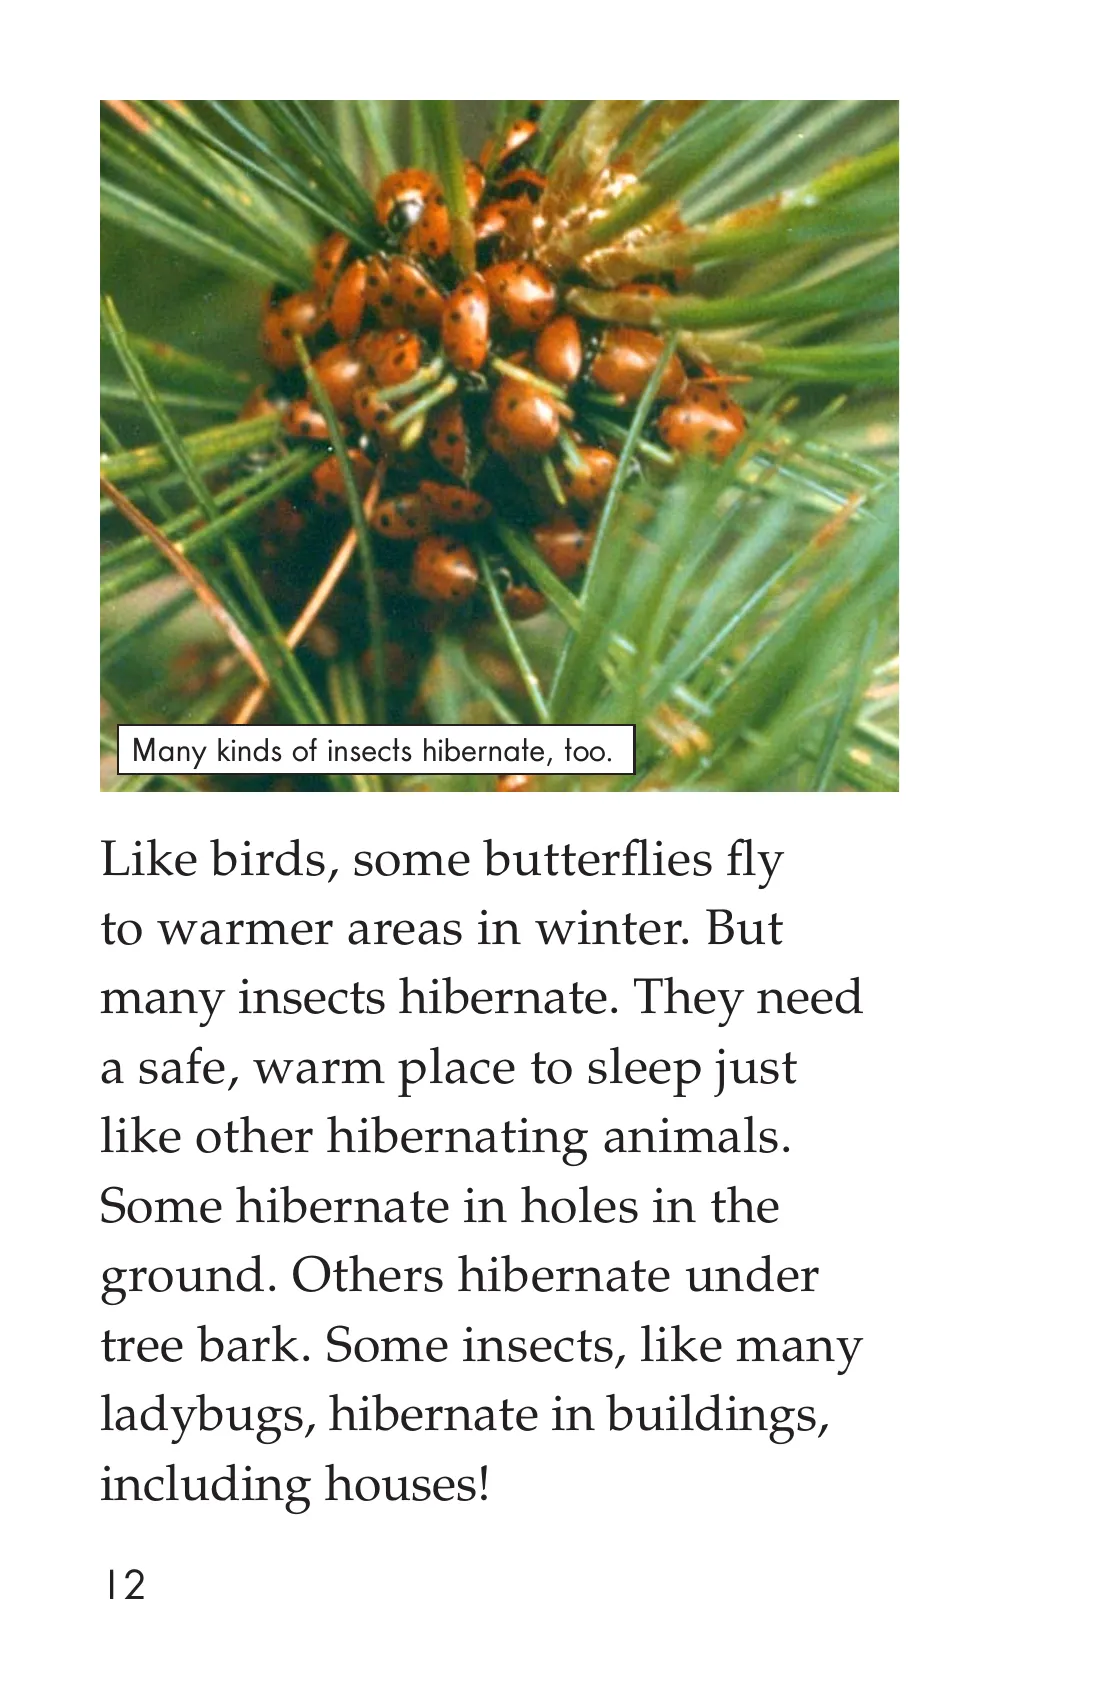 Many kinds of insects hibernate, too.
Like birds, some butterflies fly
to warmer areas in winter. But
many insects hibernate. They need
a safe, warm place to sleep just
like other hibernating animals.
Some hibernate in holes in the
ground. Others hibernate under
tree bark. Some insects, like many
ladybugs, hibernate in buildings,
including houses!
12